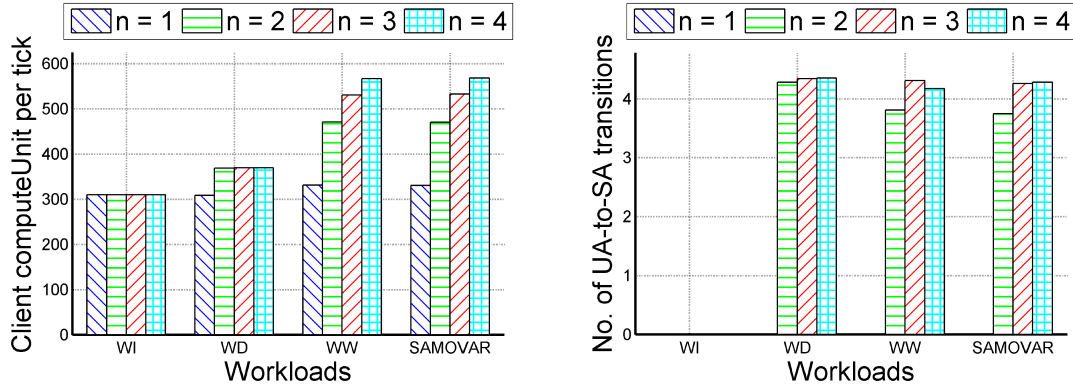 n = 1 n = 2 n = 3 n = 4
Client computeUnit per tick
600
500
400
300
200
100
0
WI WD WW SAMOVAR
Workloads
n = 1 n = 2 n = 3 n = 4
No. of UA-to-SA transitions
4
3
2
1
0
WI WD WW SAMOVAR
Workloads